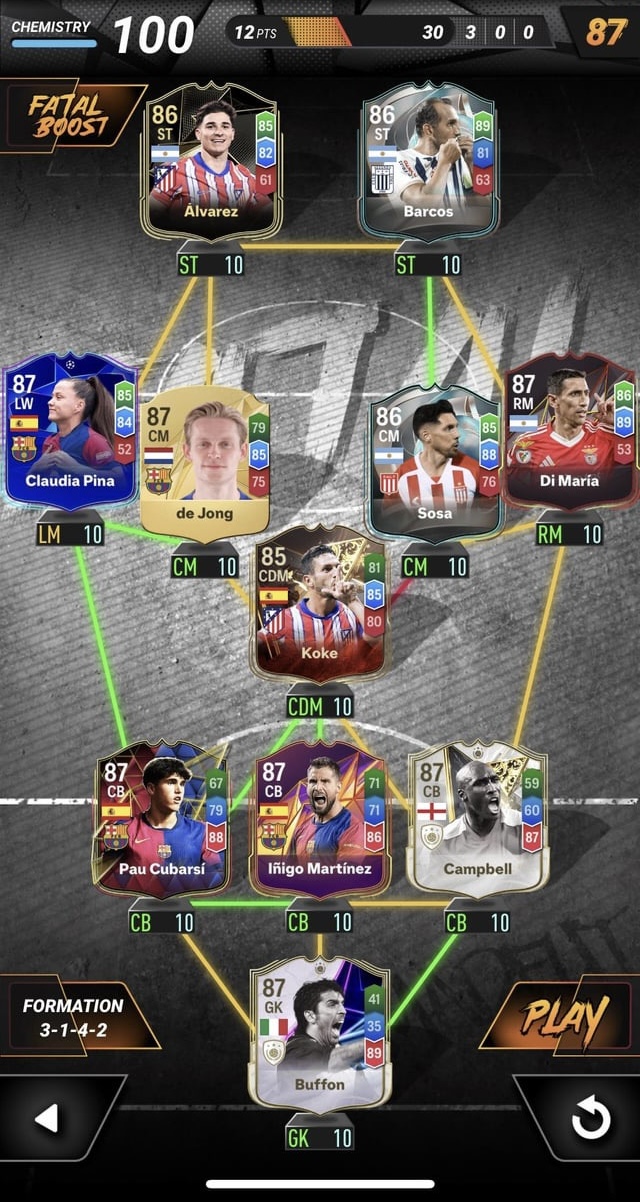 CHEMISTRY 100 12 PTS 30 3 0 0 87
FATAL
BOOST
86 ST 85 82 61 Álvarez
86 ST 89 81 63 Barcos
ST 10
ST 10
87 LW 85 84 52 Claudia Pina
87 CM 79 85 75 de Jong
86 CM 85 88 76 Sosa
87 RM 86 89 53 Di María
LM 10
CM 10
CM 10
RM 10
85 CDM 81 85 80 Koke
CDM 10
87 CB 67 79 88 Pau Cubarsí
87 CB 71 71 86 Iñigo Martínez
87 CB 59 60 87 Campbell
CB 10
CB 10
CB 10
87 GK 41 35 89 Buffon
FORMATION
3-1-4-2
PLAY
GK 10